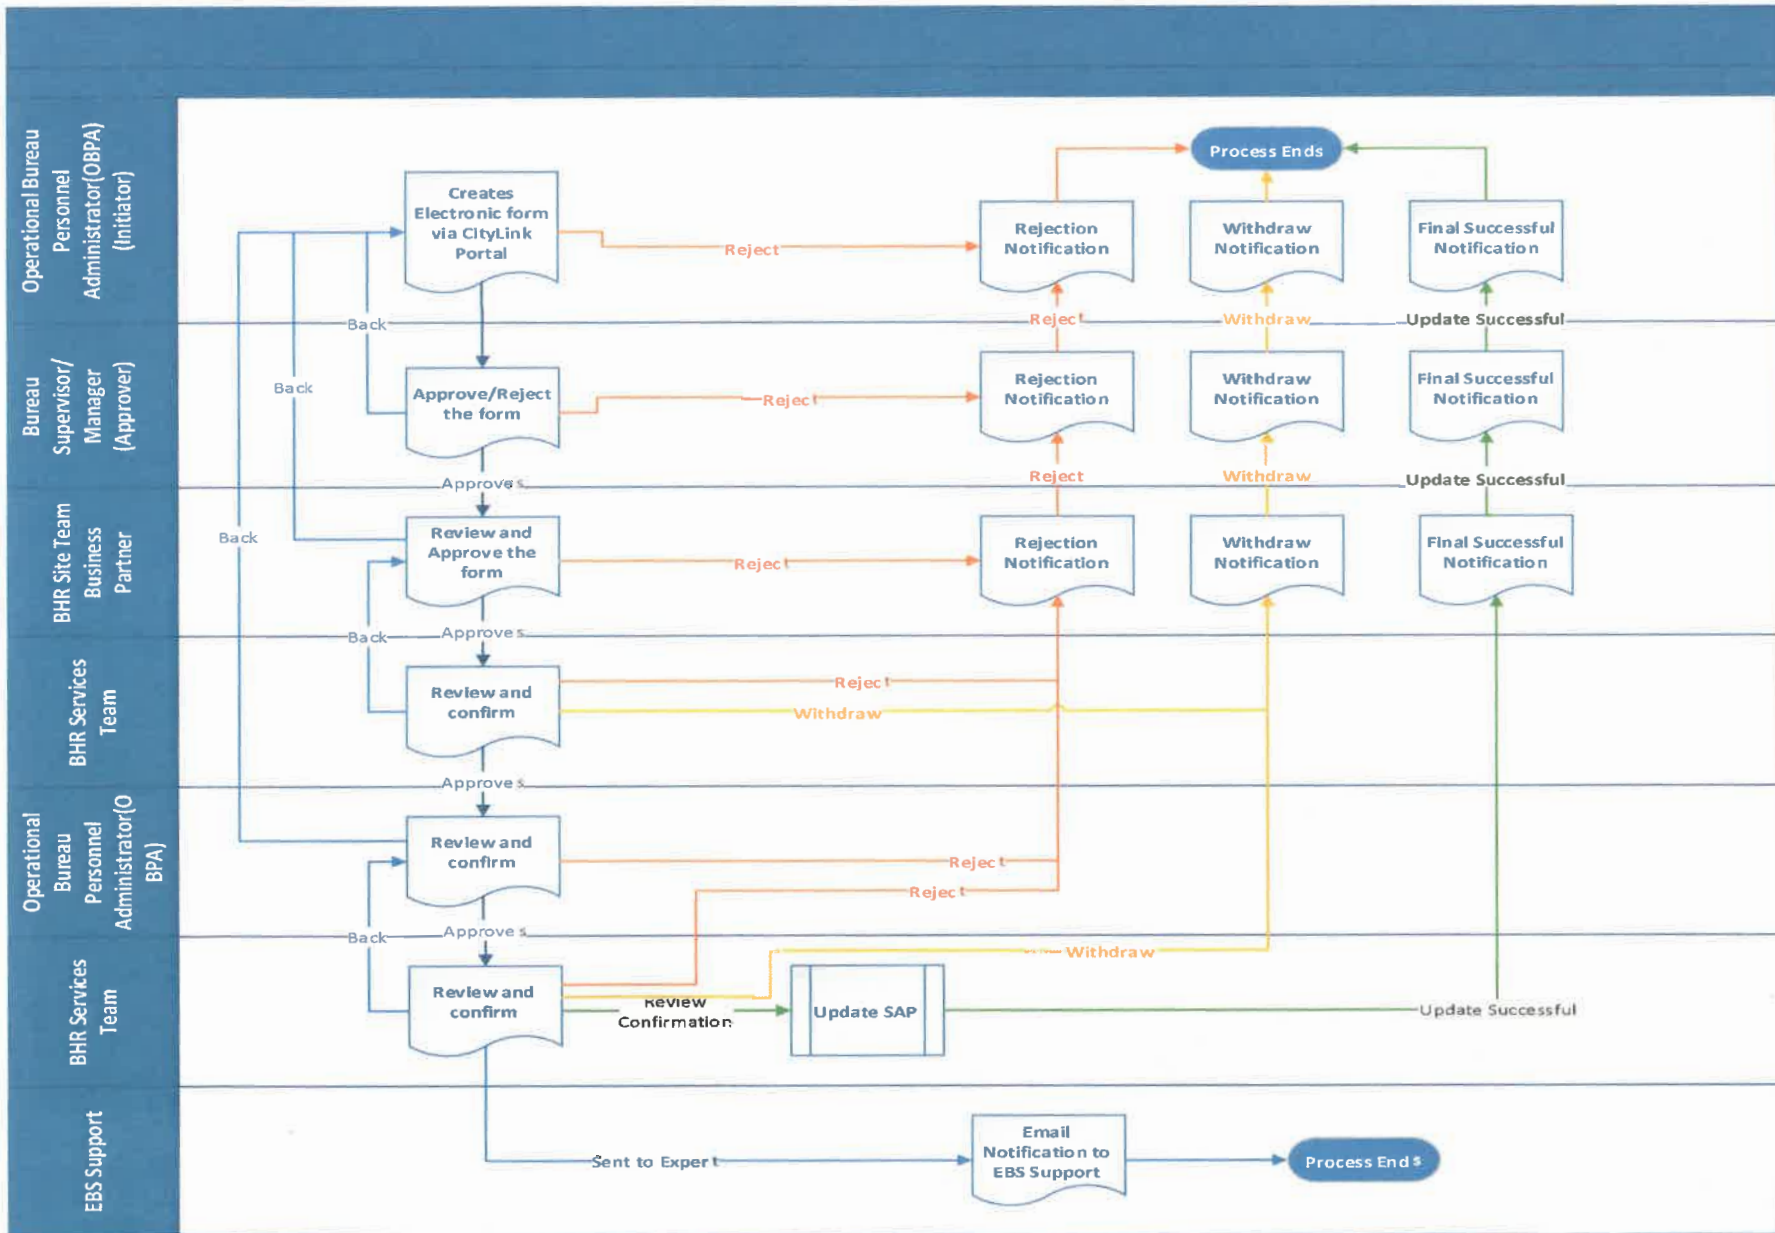 Operational Bureau
Personnel
Administrator(OBPA)
(Initiator)
Creates
Electronic form
via CItyLink
Portal
Reject
Rejection
Notification
Withdraw
Notification
Final Successful
Notification
Process Ends
Back
Reject
Withdraw
Update Successful
Bureau
Supervisor/
Manager
(Approver)
Back
Approve/Reject
the form
Reject
Rejection
Notification
Withdraw
Notification
Final Successful
Notification
Approves
Reject
Withdraw
Update Successful
BHR Site Team
Business
Partner
Back
Review and
Approve the
form
Reject
Rejection
Notification
Withdraw
Notification
FInal Successful
Notification
Back
Approves
BHR Services
Team
Review and
confirm
Reject
Withdraw
Approves
Operational
Bureau
Personnel
Administrator(O
BPA)
Review and
confirm
Reject
Reject
Back
Approves
Withdraw
BHR Services
Team
Review and
confirm
Review
Confirmation
Update SAP
Update Successful
EBS Support
Sent to Expert
Email
Notification to
EBS Support
Process Ends